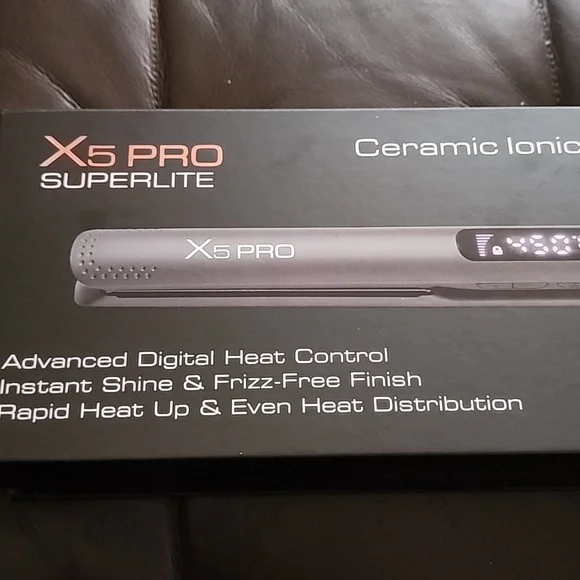 X5 PRO
SUPERLITE
Ceramic Ionic
X5 PRO
450°
Advanced Digital Heat Control
Instant Shine & Frizz-Free Finish
Rapid Heat Up & Even Heat Distribution